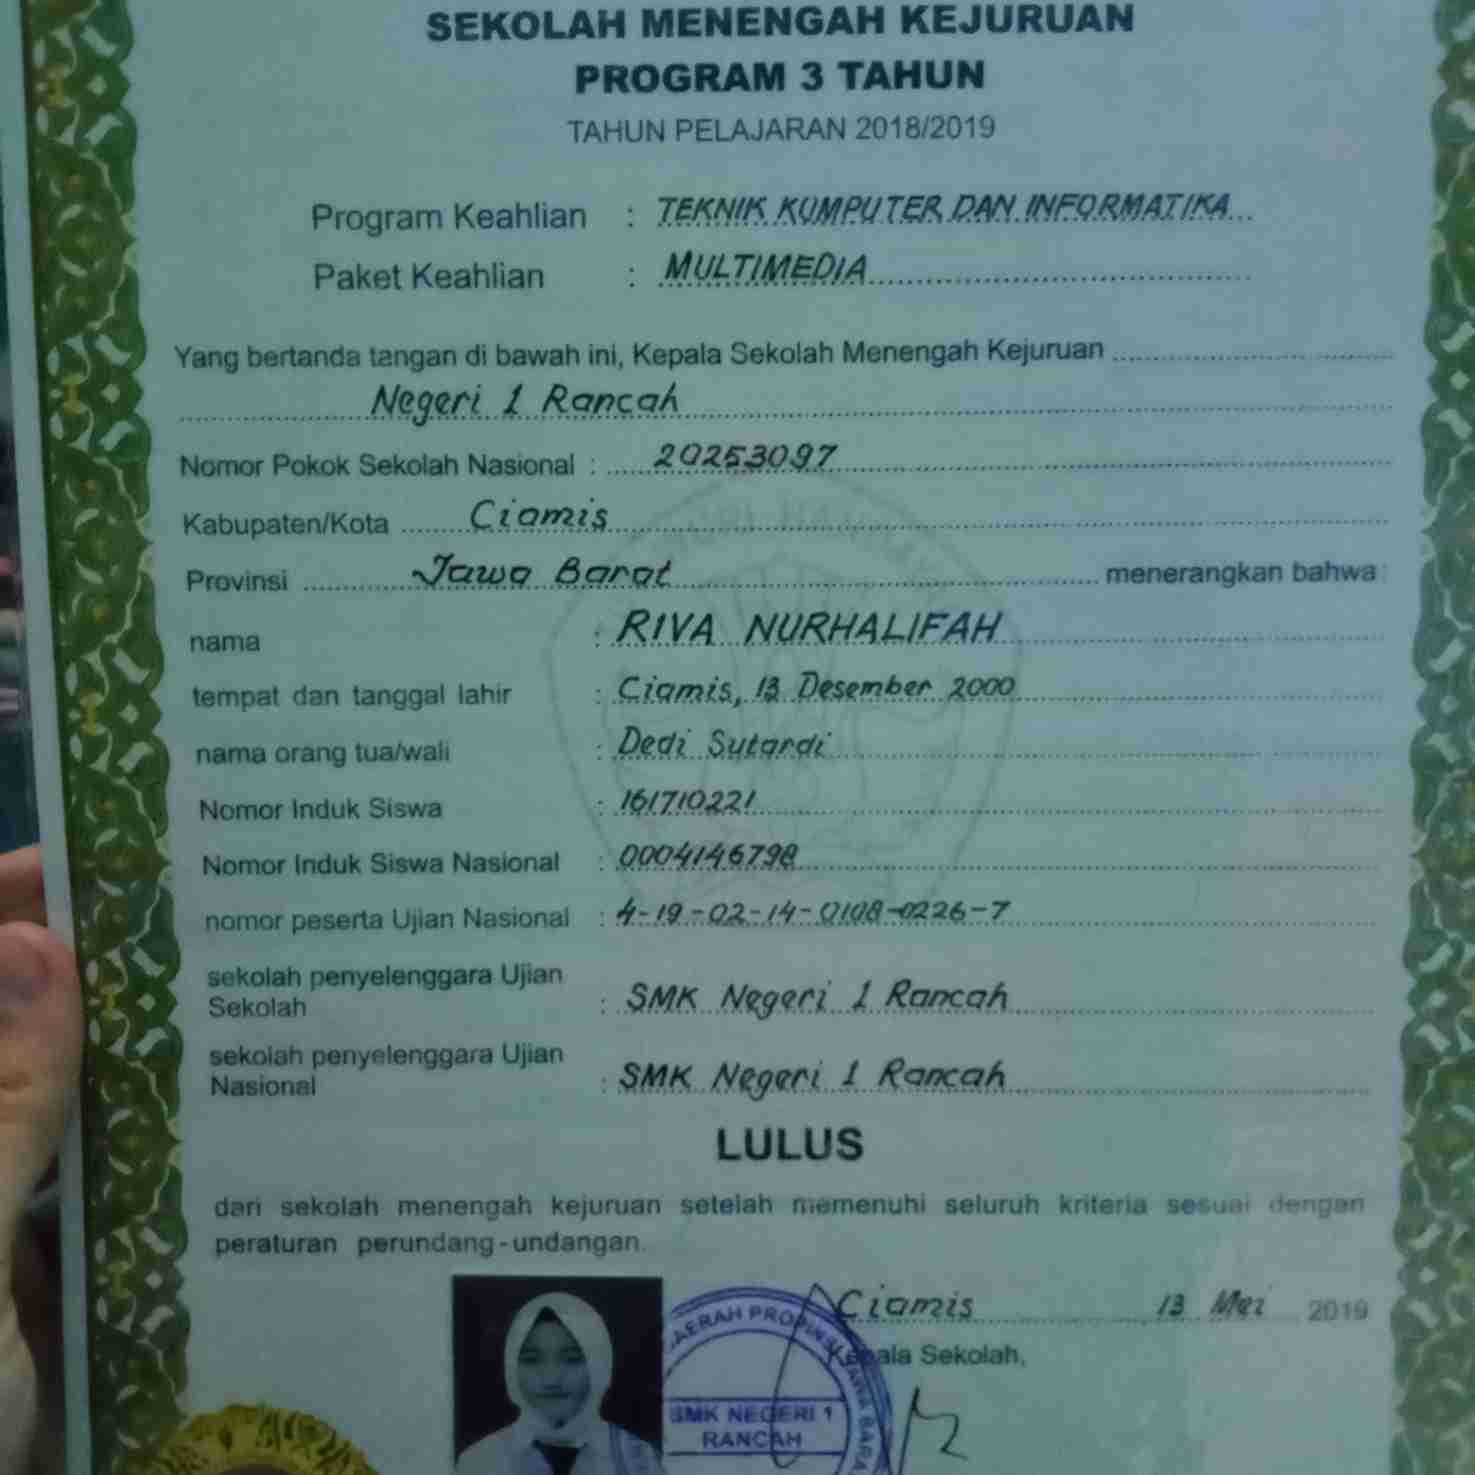 SEKOLAH MENENGAH KEJURUAN
PROGRAM 3 TAHUN
TAHUN PELAJARAN 2018/2019
Program Keahlian : TEKNIK KOMPUTER DAN INFORMATIKA
Paket Keahlian : MULTIMEDIA
Yang bertanda tangan di bawah ini, Kepala Sekolah Menengah Kejuruan
Negeri 1 Rancah
Nomor Pokok Sekolah Nasional : 20253097
Kabupaten/Kota Ciamis
Provinsi Jawa Barat menerangkan bahwa:
nama : RIVA NURHALIFAH
tempat dan tanggal lahir : Ciamis, 13 Desember 2000
nama orang tua/wali : Dedi Sutardi
Nomor Induk Siswa : 161710221
Nomor Induk Siswa Nasional : 0004146798
nomor peserta Ujian Nasional : 4-19-02-14-0108-0226-7
sekolah penyelenggara Ujian
Sekolah : SMK Negeri 1 Rancah
sekolah penyelenggara Ujian
Nasional : SMK Negeri 1 Rancah
LULUS
dari sekolah menengah kejuruan setelah memenuhi seluruh kriteria sesuai dengan
peraturan perundang-undangan.
Ciamis 13 Mei 2019
Kepala Sekolah,
DAERAH PROPINSI JAWA BARA
SMK NEGERI 1
RANCAH